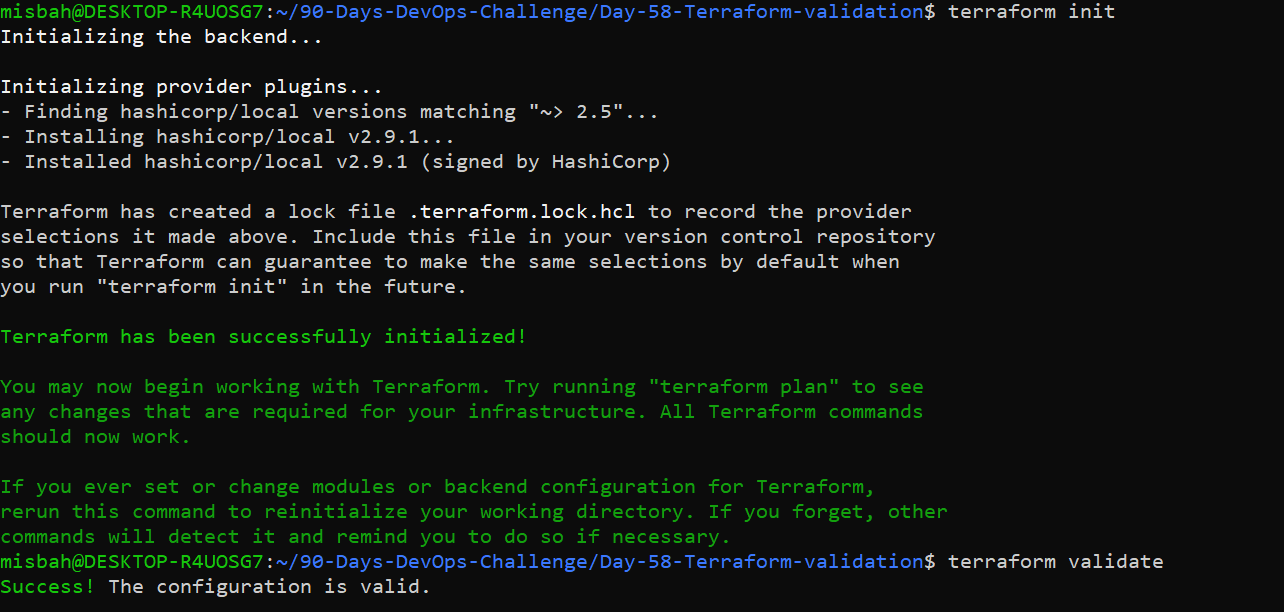 misbah@DESKTOP-R4UOSG7:~/90-Days-DevOps-Challenge/Day-58-Terraform-validation$ terraform init
Initializing the backend...
Initializing provider plugins...
- Finding hashicorp/local versions matching "~> 2.5"...
- Installing hashicorp/local v2.9.1...
- Installed hashicorp/local v2.9.1 (signed by HashiCorp)
Terraform has created a lock file .terraform.lock.hcl to record the provider
selections it made above. Include this file in your version control repository
so that Terraform can guarantee to make the same selections by default when
you run "terraform init" in the future.
Terraform has been successfully initialized!
You may now begin working with Terraform. Try running "terraform plan" to see
any changes that are required for your infrastructure. All Terraform commands
should now work.
If you ever set or change modules or backend configuration for Terraform,
rerun this command to reinitialize your working directory. If you forget, other
commands will detect it and remind you to do so if necessary.
misbah@DESKTOP-R4UOSG7:~/90-Days-DevOps-Challenge/Day-58-Terraform-validation$ terraform validate
Success! The configuration is valid.